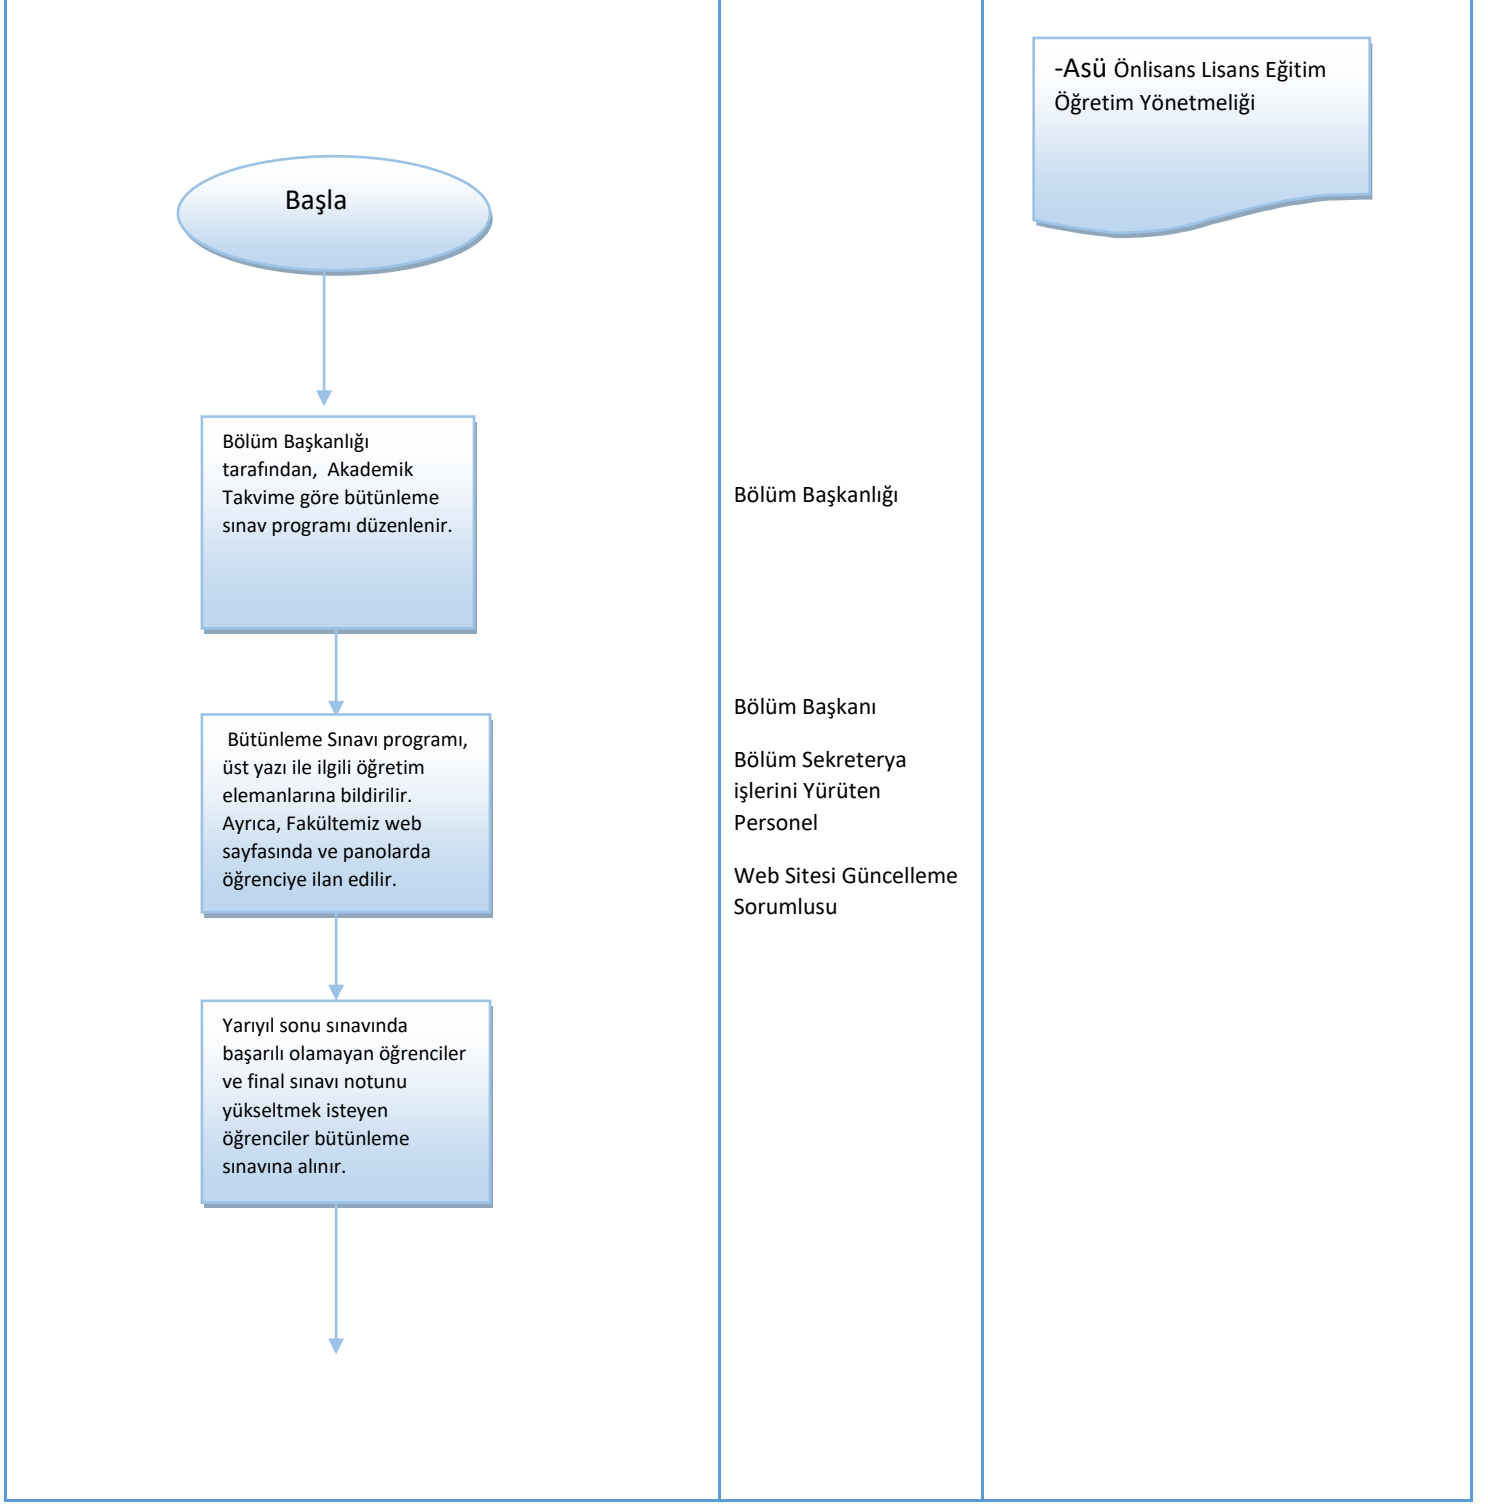 Başla
Bölüm Başkanlığı
tarafından, Akademik
Takvime göre bütünleme
sınav programı düzenlenir.
Bütünleme Sınavı programı,
üst yazı ile ilgili öğretim
elemanlarına bildirilir.
Ayrıca, Fakültemiz web
sayfasında ve panolarda
öğrenciye ilan edilir.
Yarıyıl sonu sınavında
başarılı olamayan öğrenciler
ve final sınavı notunu
yükseltmek isteyen
öğrenciler bütünleme
sınavına alınır.
Bölüm Başkanlığı
Bölüm Başkanı
Bölüm Sekreterya
işlerini Yürüten
Personel
Web Sitesi Güncelleme
Sorumlusu
-Asü Önlisans Lisans Eğitim
Öğretim Yönetmeliği